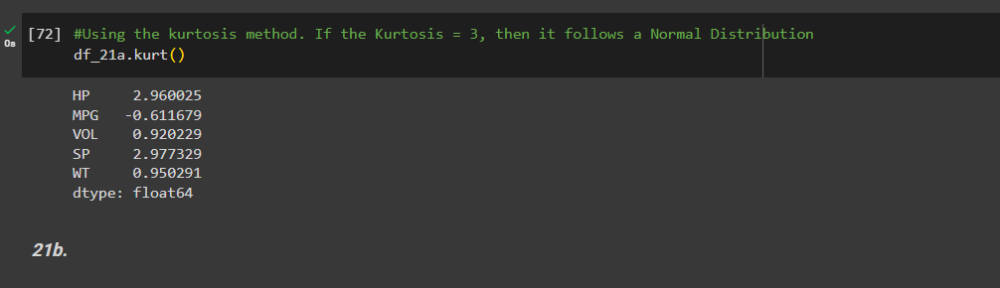 [72] #Using the kurtosis method. If the Kurtosis = 3, then it follows a Normal Distribution
0s df_21a.kurt()
HP 2.960025
MPG -0.611679
VOL 0.920229
SP 2.977329
WT 0.950291
dtype: float64
21b.